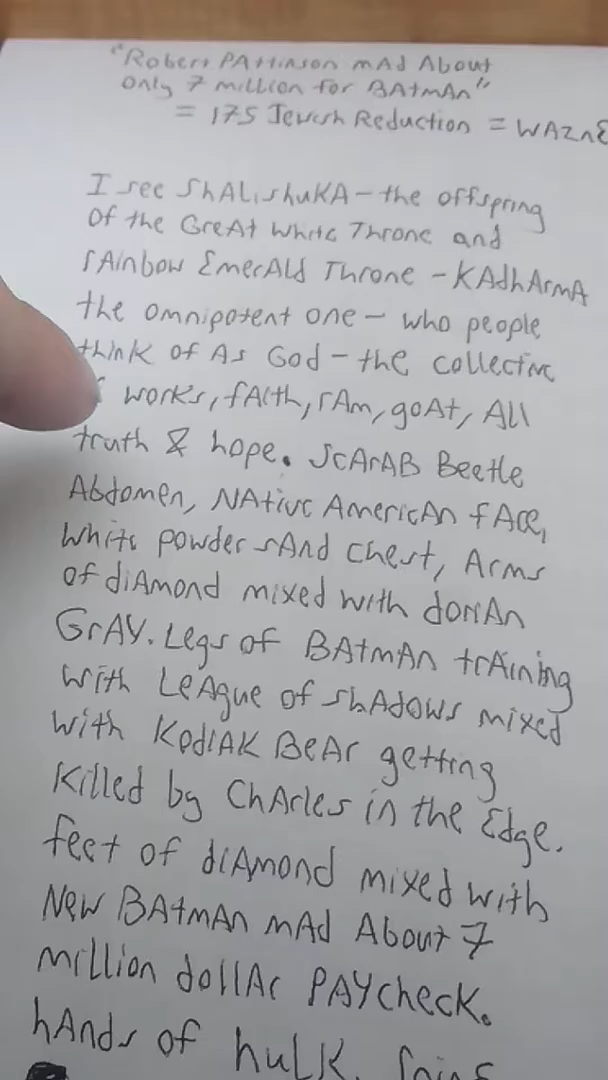 "Robert Pattinson mAd About
only 7 million for BAtmAn"
= 175 Jewish Reduction =
I see ShAlishuKA - the offspring
Of the GreAt white Throne and
rAinbow EmerAld Throne - KAdhArmA
the omnipotent one - who people
think of As God - the collective
works, fAith, rAm, goAt, All
truth & hope. ScArAB Beetle
Abdomen, NAtive AmericAn fAce,
white powder sAnd chest, Arms
of diAmond mixed with doriAn
GrAy. Legs of BAtmAn trAining
with LeAgue of shAdows mixed
with KodiAK BeAr getting
Killed by ChArles in the Edge.
feet of diAmond mixed with
New BAtmAn mAd About 7
million dollAr PAycheck.
hAnds of hulk.